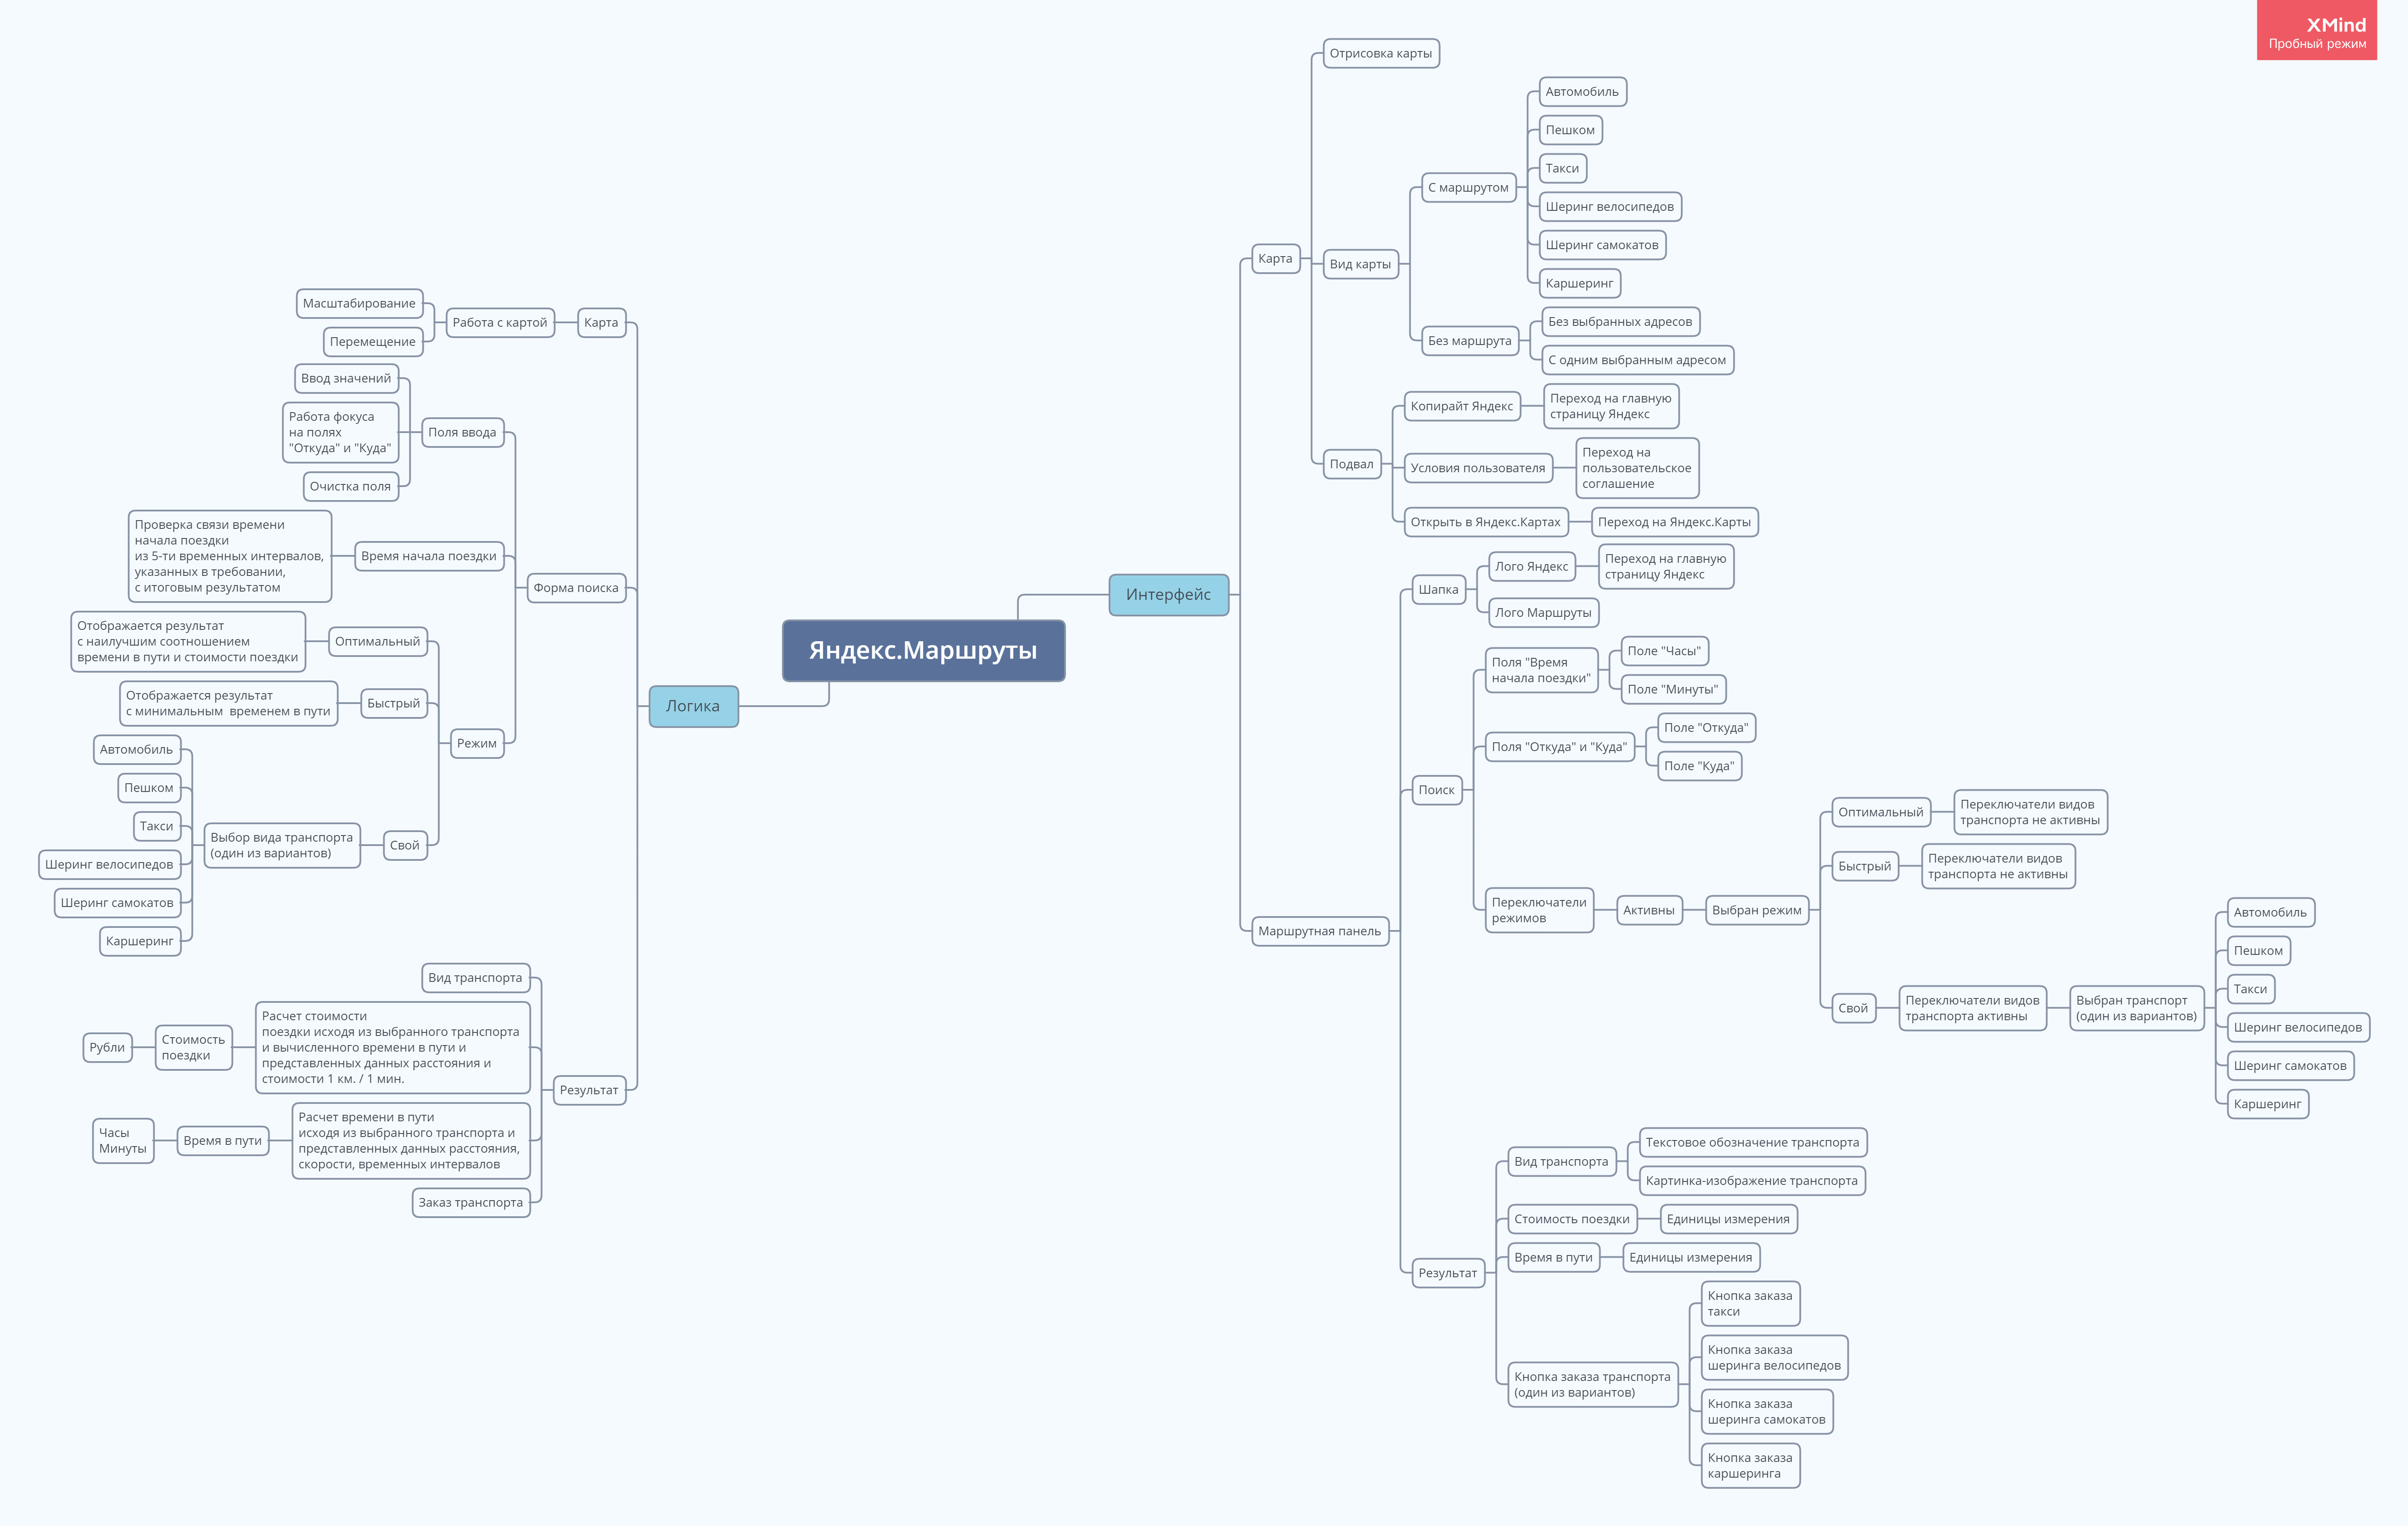 XMind
Пробный режим
Яндекс.Маршруты
Интерфейс
Карта
Отрисовка карты
Вид карты
С маршрутом
Автомобиль
Пешком
Такси
Шеринг велосипедов
Шеринг самокатов
Каршеринг
Без маршрута
Без выбранных адресов
С одним выбранным адресом
Подвал
Копирайт Яндекс
Переход на главную
страницу Яндекс
Условия пользователя
Переход на
пользовательское
соглашение
Открыть в Яндекс.Картах
Переход на Яндекс.Карты
Маршрутная панель
Шапка
Лого Яндекс
Переход на главную
страницу Яндекс
Лого Маршруты
Поиск
Поля "Время
начала поездки"
Поле "Часы"
Поле "Минуты"
Поля "Откуда" и "Куда"
Поле "Откуда"
Поле "Куда"
Переключатели
режимов
Активны
Выбран режим
Оптимальный
Переключатели видов
транспорта не активны
Быстрый
Переключатели видов
транспорта не активны
Свой
Переключатели видов
транспорта активны
Выбран транспорт
(один из вариантов)
Автомобиль
Пешком
Такси
Шеринг велосипедов
Шеринг самокатов
Каршеринг
Результат
Вид транспорта
Текстовое обозначение транспорта
Картинка-изображение транспорта
Стоимость поездки
Единицы измерения
Время в пути
Единицы измерения
Кнопка заказа транспорта
(один из вариантов)
Кнопка заказа
такси
Кнопка заказа
шеринга велосипедов
Кнопка заказа
шеринга самокатов
Кнопка заказа
каршеринга
Логика
Карта
Работа с картой
Масштабирование
Перемещение
Форма поиска
Поля ввода
Ввод значений
Работа фокуса
на полях
"Откуда" и "Куда"
Очистка поля
Время начала поездки
Проверка связи времени
начала поездки
из 5-ти временных интервалов,
указанных в требовании,
с итоговым результатом
Режим
Оптимальный
Отображается результат
с наилучшим соотношением
времени в пути и стоимости поездки
Быстрый
Отображается результат
с минимальным  временем в пути
Свой
Выбор вида транспорта
(один из вариантов)
Автомобиль
Пешком
Такси
Шеринг велосипедов
Шеринг самокатов
Каршеринг
Результат
Вид транспорта
Расчет стоимости
поездки исходя из выбранного транспорта
и вычисленного времени в пути и
представленных данных расстояния и
стоимости 1 км. / 1 мин.
Стоимость
поездки
Рубли
Расчет времени в пути
исходя из выбранного транспорта и
представленных данных расстояния,
скорости, временных интервалов
Время в пути
Часы
Минуты
Заказ транспорта